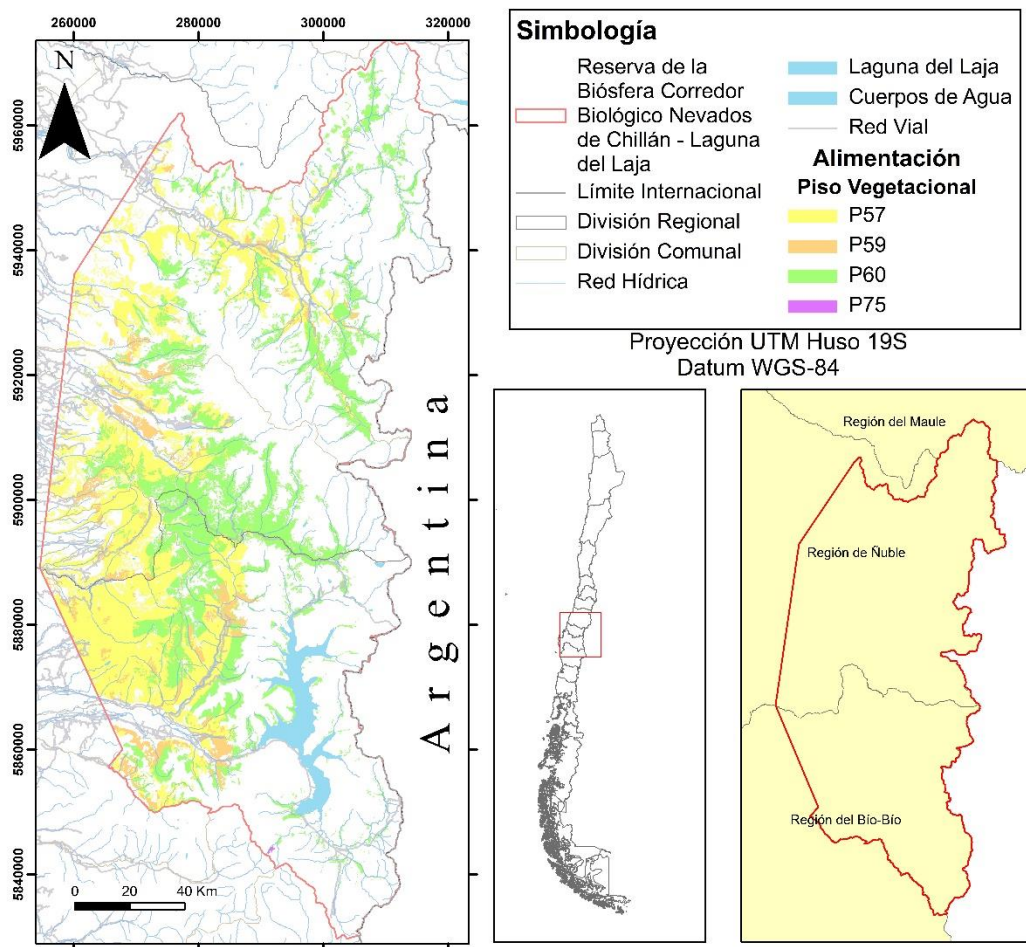 260000
280000
300000
320000
N
5960000
5940000
5920000
5900000
5880000
5860000
5840000
Argentina
0
20
40 Km
Simbología
Reserva de la
Biósfera Corredor
Biológico Nevados
de Chillán - Laguna
del Laja
Límite Internacional
División Regional
División Comunal
Red Hídrica
Laguna del Laja
Cuerpos de Agua
Red Vial
Alimentación
Piso Vegetacional
P57
P59
P60
P75
Proyección UTM Huso 19S
Datum WGS-84
Región del Maule
Región de Ñuble
Región del Bío-Bío